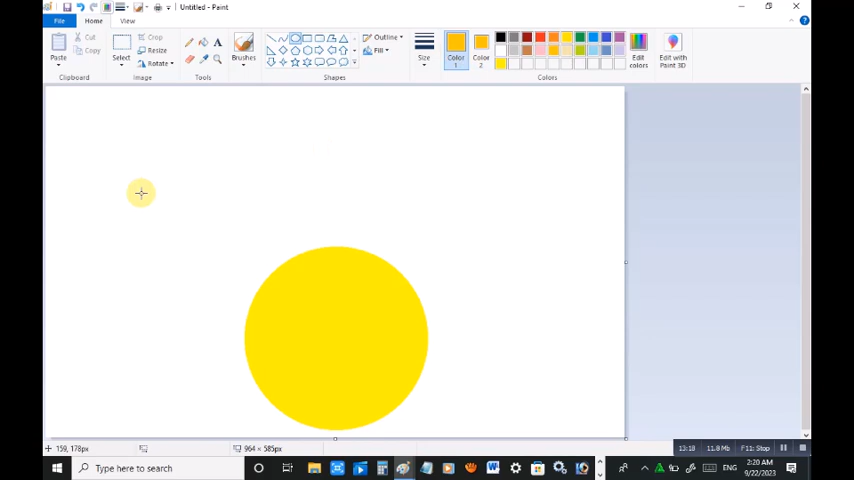 Untitled - Paint
File
Home
View
Paste
Cut
Copy
Clipboard
Select
Crop
Resize
Rotate
Image
A
Tools
Brushes
Outline
Fill
Shapes
Size
Color
1
Color
2
Edit
colors
Colors
Edit with
Paint 3D
159, 178px
964 × 585px
13:18
11.8 Mb
F11: Stop
Type here to search
W
ENG
2:20 AM
9/22/2023